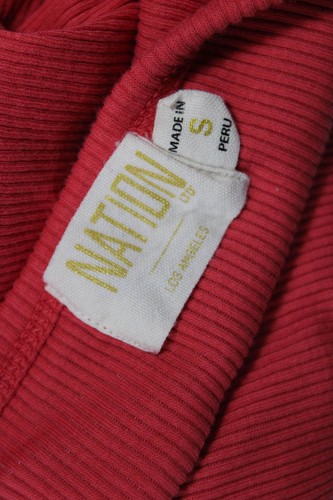 MADE IN
S
PERU
NATION
LTD
LOS ANGELES